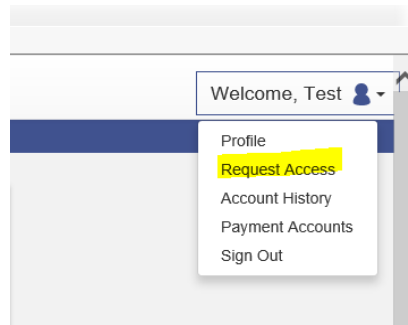 Welcome, Test
Profile
Request Access
Account History
Payment Accounts
Sign Out